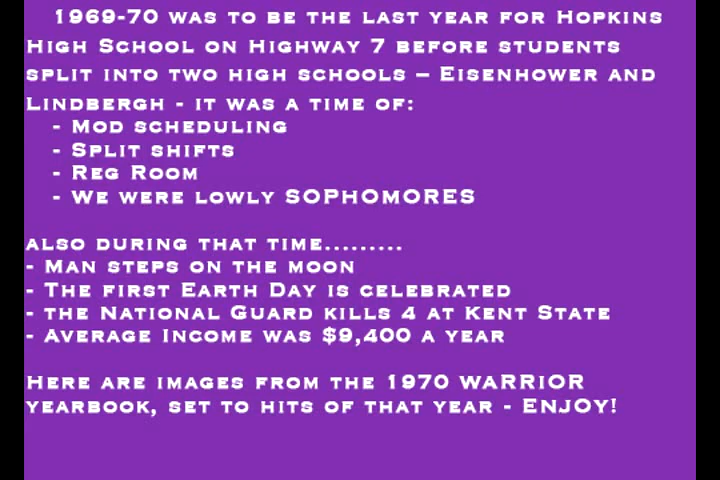 1969-70 was to be the last year for Hopkins
High School on Highway 7 before students
split into two high schools – Eisenhower and
Lindbergh - it was a time of:
- Mod scheduling
- Split shifts
- Reg Room
- We were lowly SOPHOMORES
also during that time.........
- Man steps on the moon
- The first Earth Day is celebrated
- the National Guard kills 4 at Kent State
- Average Income was $9,400 a year
Here are images from the 1970 WARRIOR
yearbook, set to hits of that year - ENJOY!